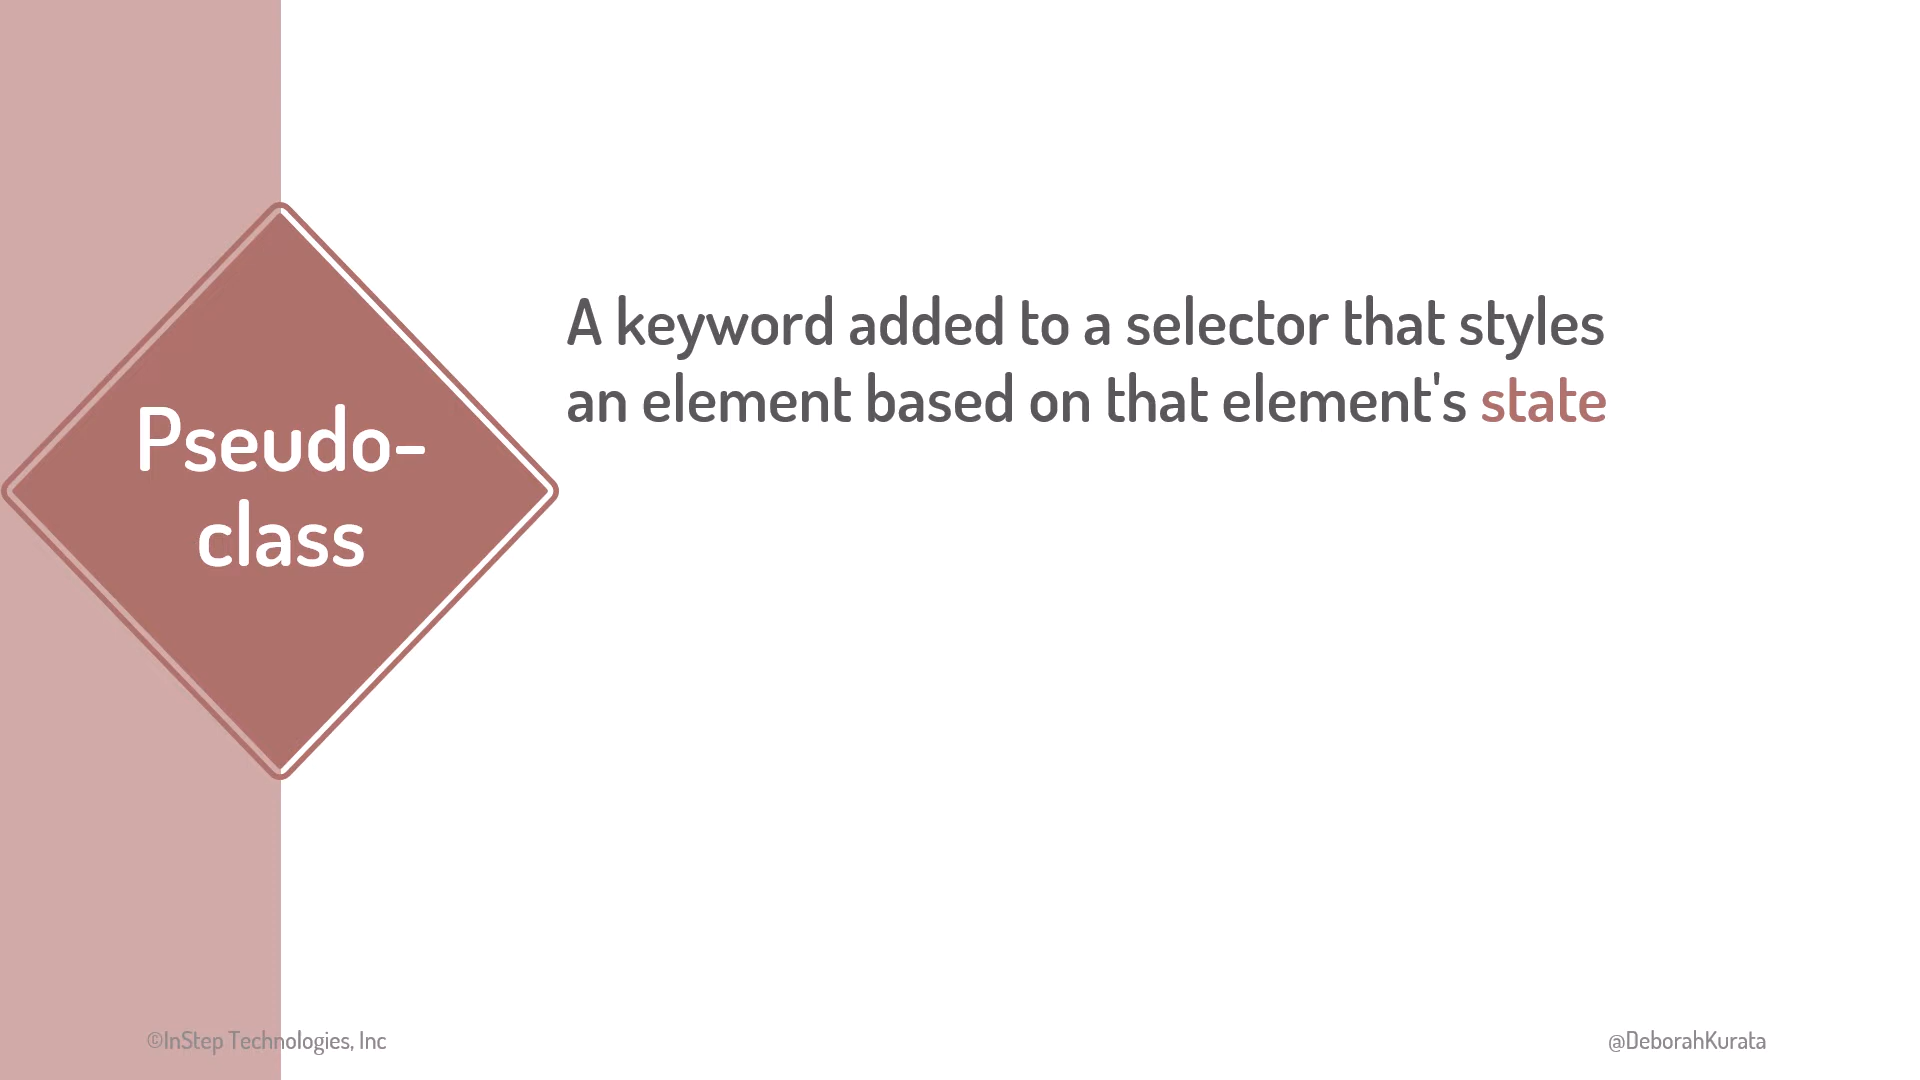 Pseudo-
class
A keyword added to a selector that styles
an element based on that element's state
©InStep Technologies, Inc
@DeborahKurata